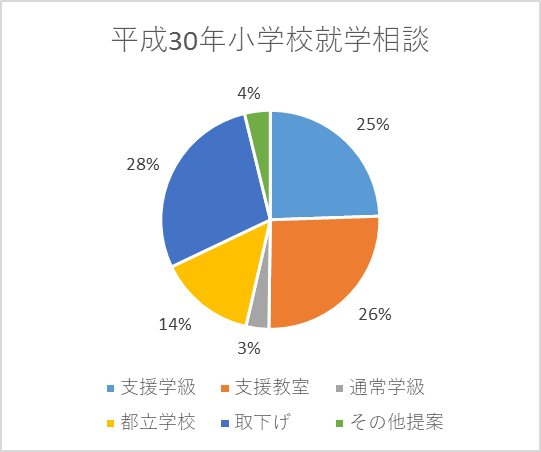 平成30年小学校就学相談
4%
25%
28%
26%
14%
3%
支援学級 支援教室 通常学級
都立学校 取下げ その他提案